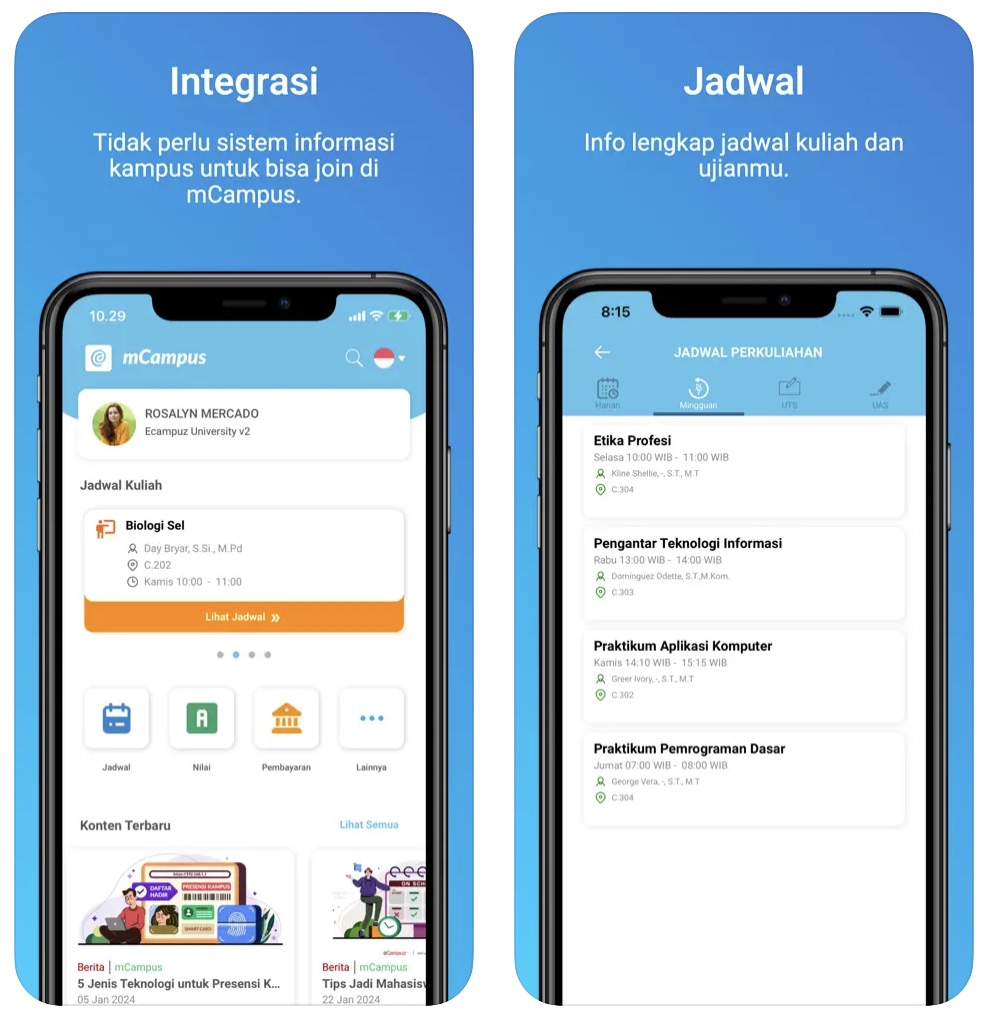 Integrasi
Tidak perlu sistem informasi
kampus untuk bisa join di
mCampus.
10.29
mCampus
ROSALYN MERCADO
Ecampuz University v2
Jadwal Kuliah
Biologi Sel
Day Bryar, S.Si., M.Pd
C.202
Kamis 10:00 - 11:00
Lihat Jadwal »
Jadwal
A
Nilai
Pembayaran
Lainnya
Konten Terbaru
Lihat Semua
DAFTAR
HADIR
PRESENSI KAMPUS
SMART CARD
Berita | mCampus
5 Jenis Teknologi untuk Presensi K...
05 Jan 2024
ON SCH
Berita | mCampus
Tips Jadi Mahasisw
22 Jan 2024
Jadwal
Info lengkap jadwal kuliah dan
ujianmu.
8:15
JADWAL PERKULIAHAN
Harian
Mingguan
UTS
UAS
Etika Profesi
Selasa 10:00 WIB - 11:00 WIB
Kline Shellie, -, S.T., M.T
C.304
Pengantar Teknologi Informasi
Rabu 13:00 WIB - 14:00 WIB
Dominguez Odette, S.T.,M.Kom.
C.303
Praktikum Aplikasi Komputer
Kamis 14:10 WIB - 15:15 WIB
Greer Ivory, -, S.T., M.T
C.302
Praktikum Pemrograman Dasar
Jumat 07:00 WIB - 08:00 WIB
George Vera, -, S.T., M.T
C.304